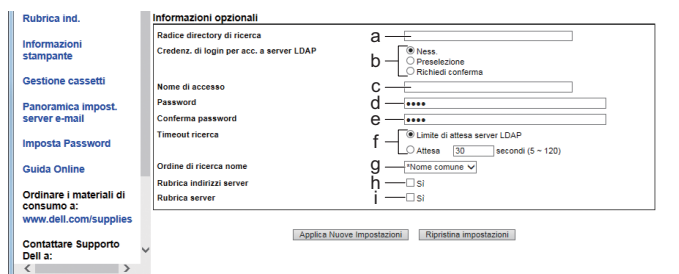 Rubrica ind.
Informazioni
stampante
Gestione cassetti
Panoramica impost.
server e-mail
Imposta Password
Guida Online
Ordinare i materiali di
consumo a:
www.dell.com/supplies
Contattare Supporto
Dell a:
Informazioni opzionali
Radice directory di ricerca a
Credenz. di login per acc. a server LDAP b
Ness.
Preselezione
Richiedi conferma
Nome di accesso c
Password d ••••
Conferma password e ••••
Timeout ricerca f
Limite di attesa server LDAP
Attesa 30 secondi (5 ~ 120)
Ordine di ricerca nome g *Nome comune
Rubrica indirizzi server h Sì
Rubrica server i Sì
Applica Nuove Impostazioni Ripristina impostazioni